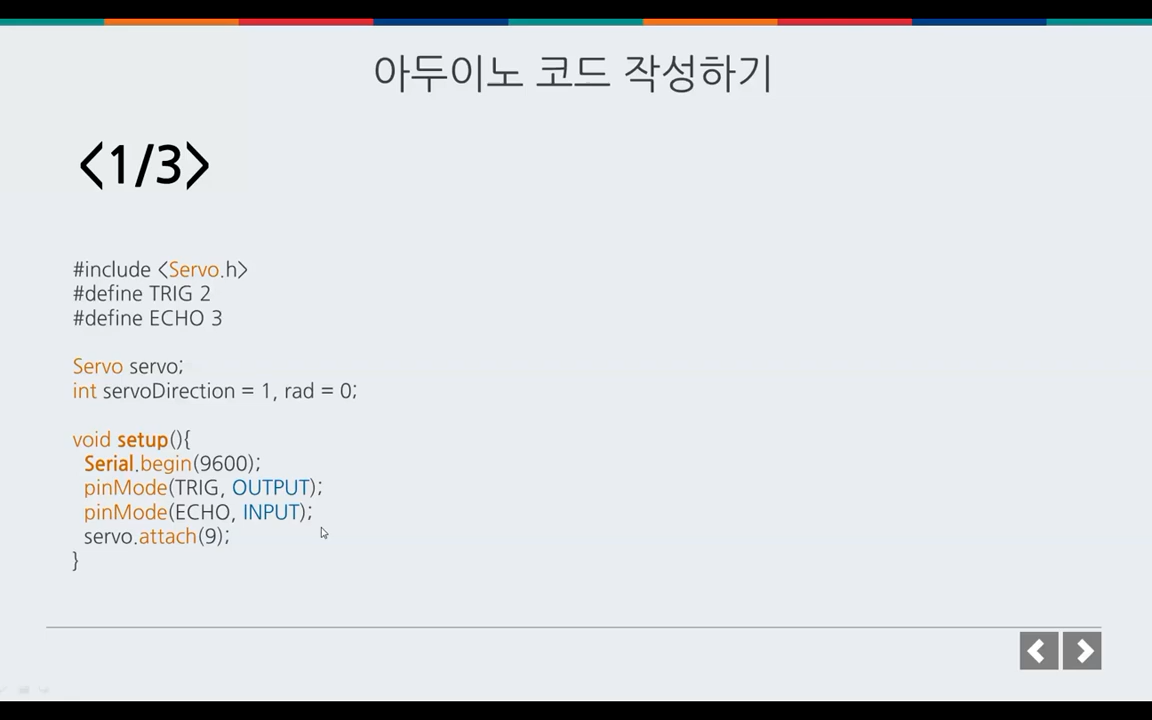 아두이노 코드 작성하기
<1/3>
#include <Servo.h>
#define TRIG 2
#define ECHO 3
Servo servo;
int servoDirection = 1, rad = 0;
void setup(){
Serial.begin(9600);
pinMode(TRIG, OUTPUT);
pinMode(ECHO, INPUT);
servo.attach(9);
}